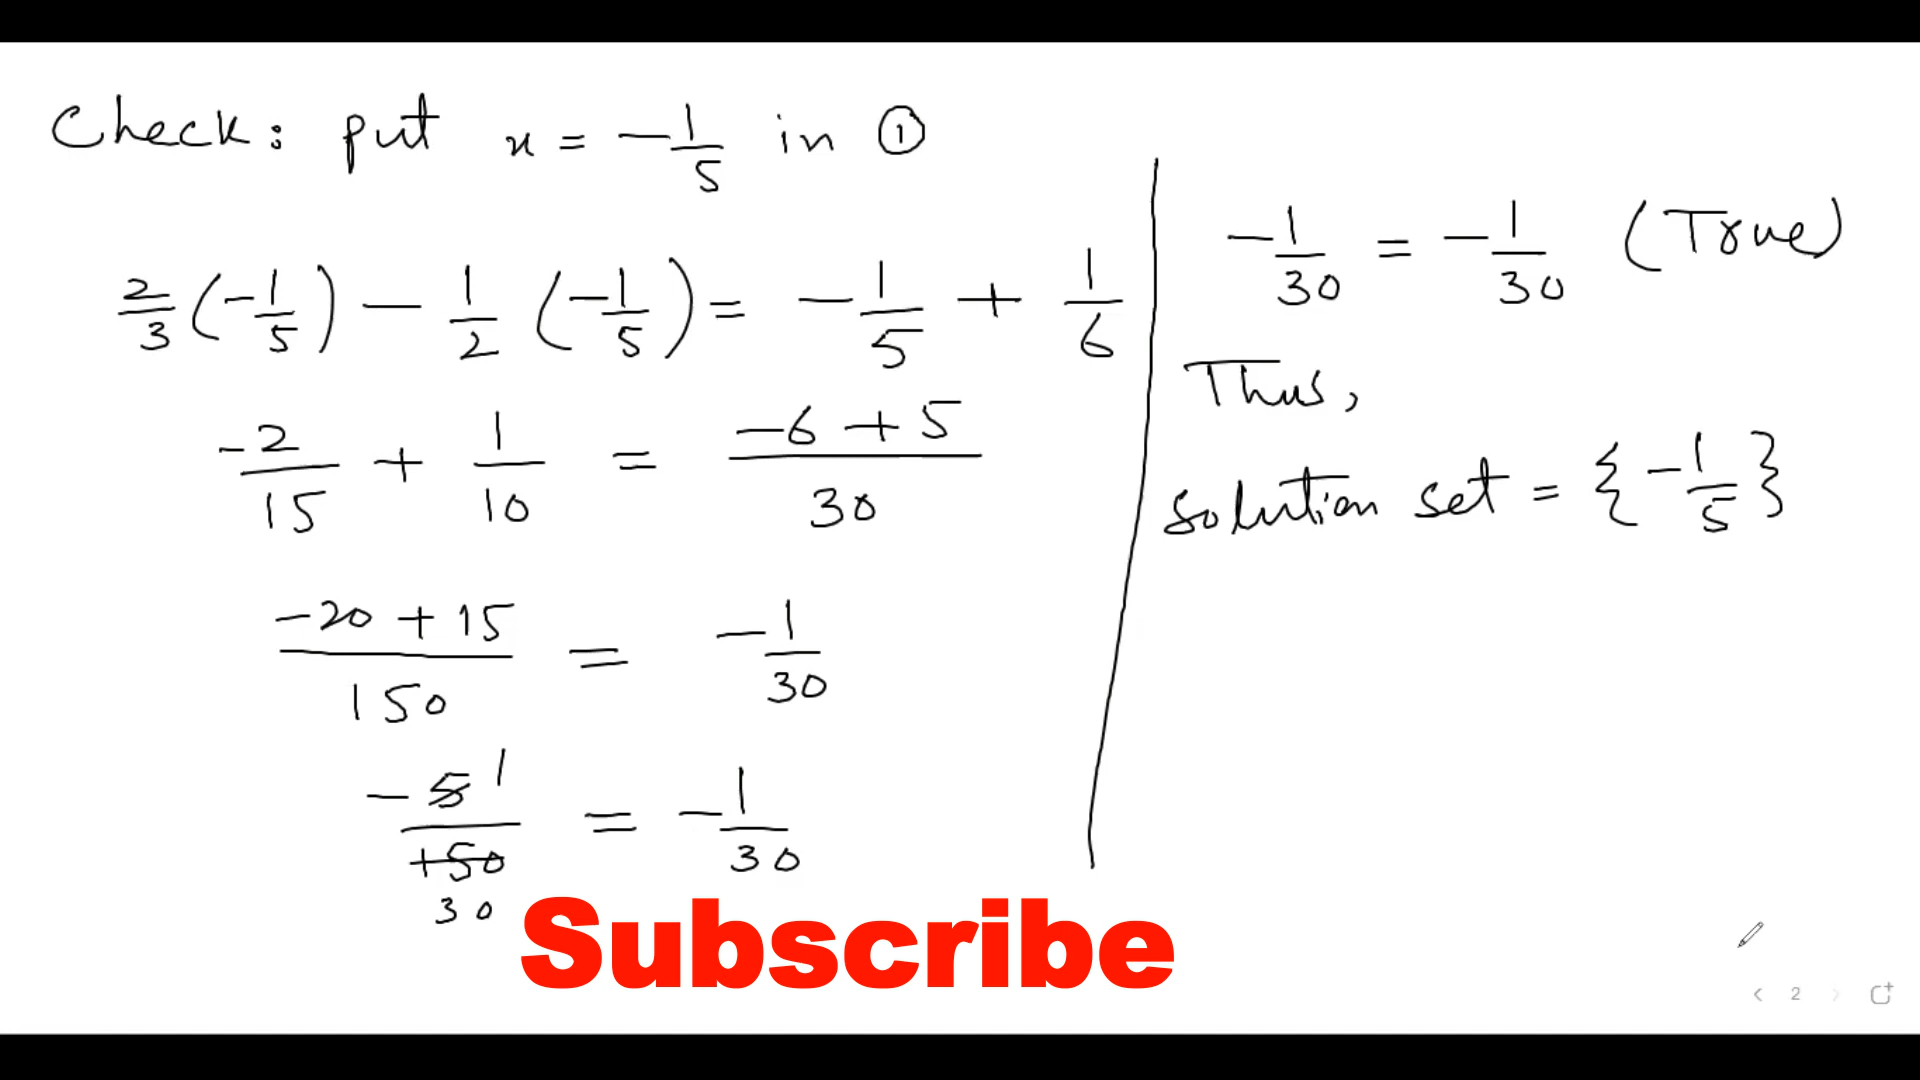 Check: put x = -1/5 in ①
2/3(-1/5) - 1/2(-1/5) = -1/5 + 1/6
-2/15 + 1/10 = -6+5/30
-20+15/150 = -1/30
-5 1/150 30 = -1/30
-1/30 = -1/30 (True)
Thus,
Solution set = {-1/5}
Subscribe
2